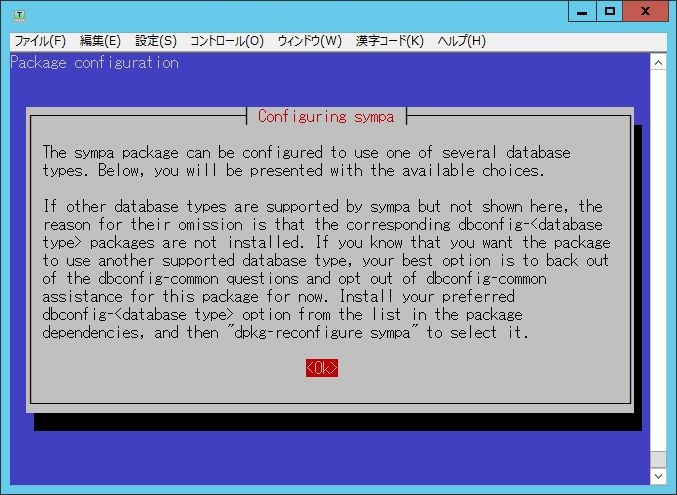 ファイル(F) 編集(E) 設定(S) コントロール(O) ウィンドウ(W) 漢字コード(K) ヘルプ(H)
Package configuration
Configuring sympa
The sympa package can be configured to use one of several database
types. Below, you will be presented with the available choices.
If other database types are supported by sympa but not shown here, the
reason for their omission is that the corresponding dbconfig-<database
type> packages are not installed. If you know that you want the package
to use another supported database type, your best option is to back out
of the dbconfig-common questions and opt out of dbconfig-common
assistance for this package for now. Install your preferred
dbconfig-<database type> option from the list in the package
dependencies, and then "dpkg-reconfigure sympa" to select it.
<Ok>